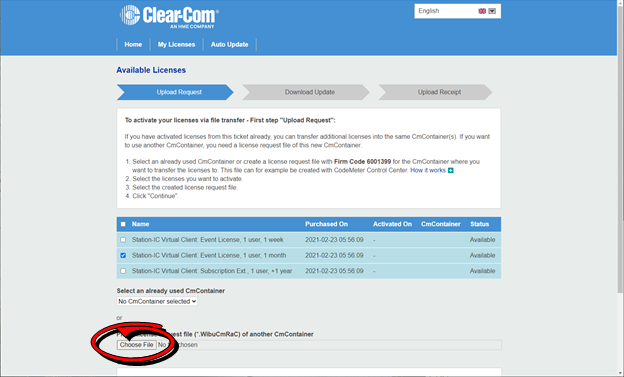 Clear-Com®
AN HME COMPANY
English
Home My Licenses Auto Update
Available Licenses
Upload Request Download Update Upload Receipt
To activate your licenses via file transfer - First step "Upload Request":
If you have activated licenses from this ticket already, you can transfer additional licenses into the same CmContainer(s). If you want
to use another CmContainer, you need a license request file of this new CmContainer.
1. Select an already used CmContainer or create a license request file with Firm Code 6001399 for the CmContainer where you
want to transfer the licenses to. This file can for example be created with CodeMeter Control Center. How it works
2. Select the licenses you want to activate.
3. Select the created license request file.
4. Click "Continue".
Name Purchased On Activated On CmContainer Status
Station-IC Virtual Client: Event License, 1 user, 1 week 2021-02-23 05:56:09 - Available
Station-IC Virtual Client: Event License, 1 user, 1 month 2021-02-23 05:56:09 - Available
Station-IC Virtual Client: Subscription Ext., 1 user, +1 year 2021-02-23 05:56:09 - Available
Select an already used CmContainer
No CmContainer selected
or
file (*.WibuCmRaC) of another CmContainer
Choose File No chosen